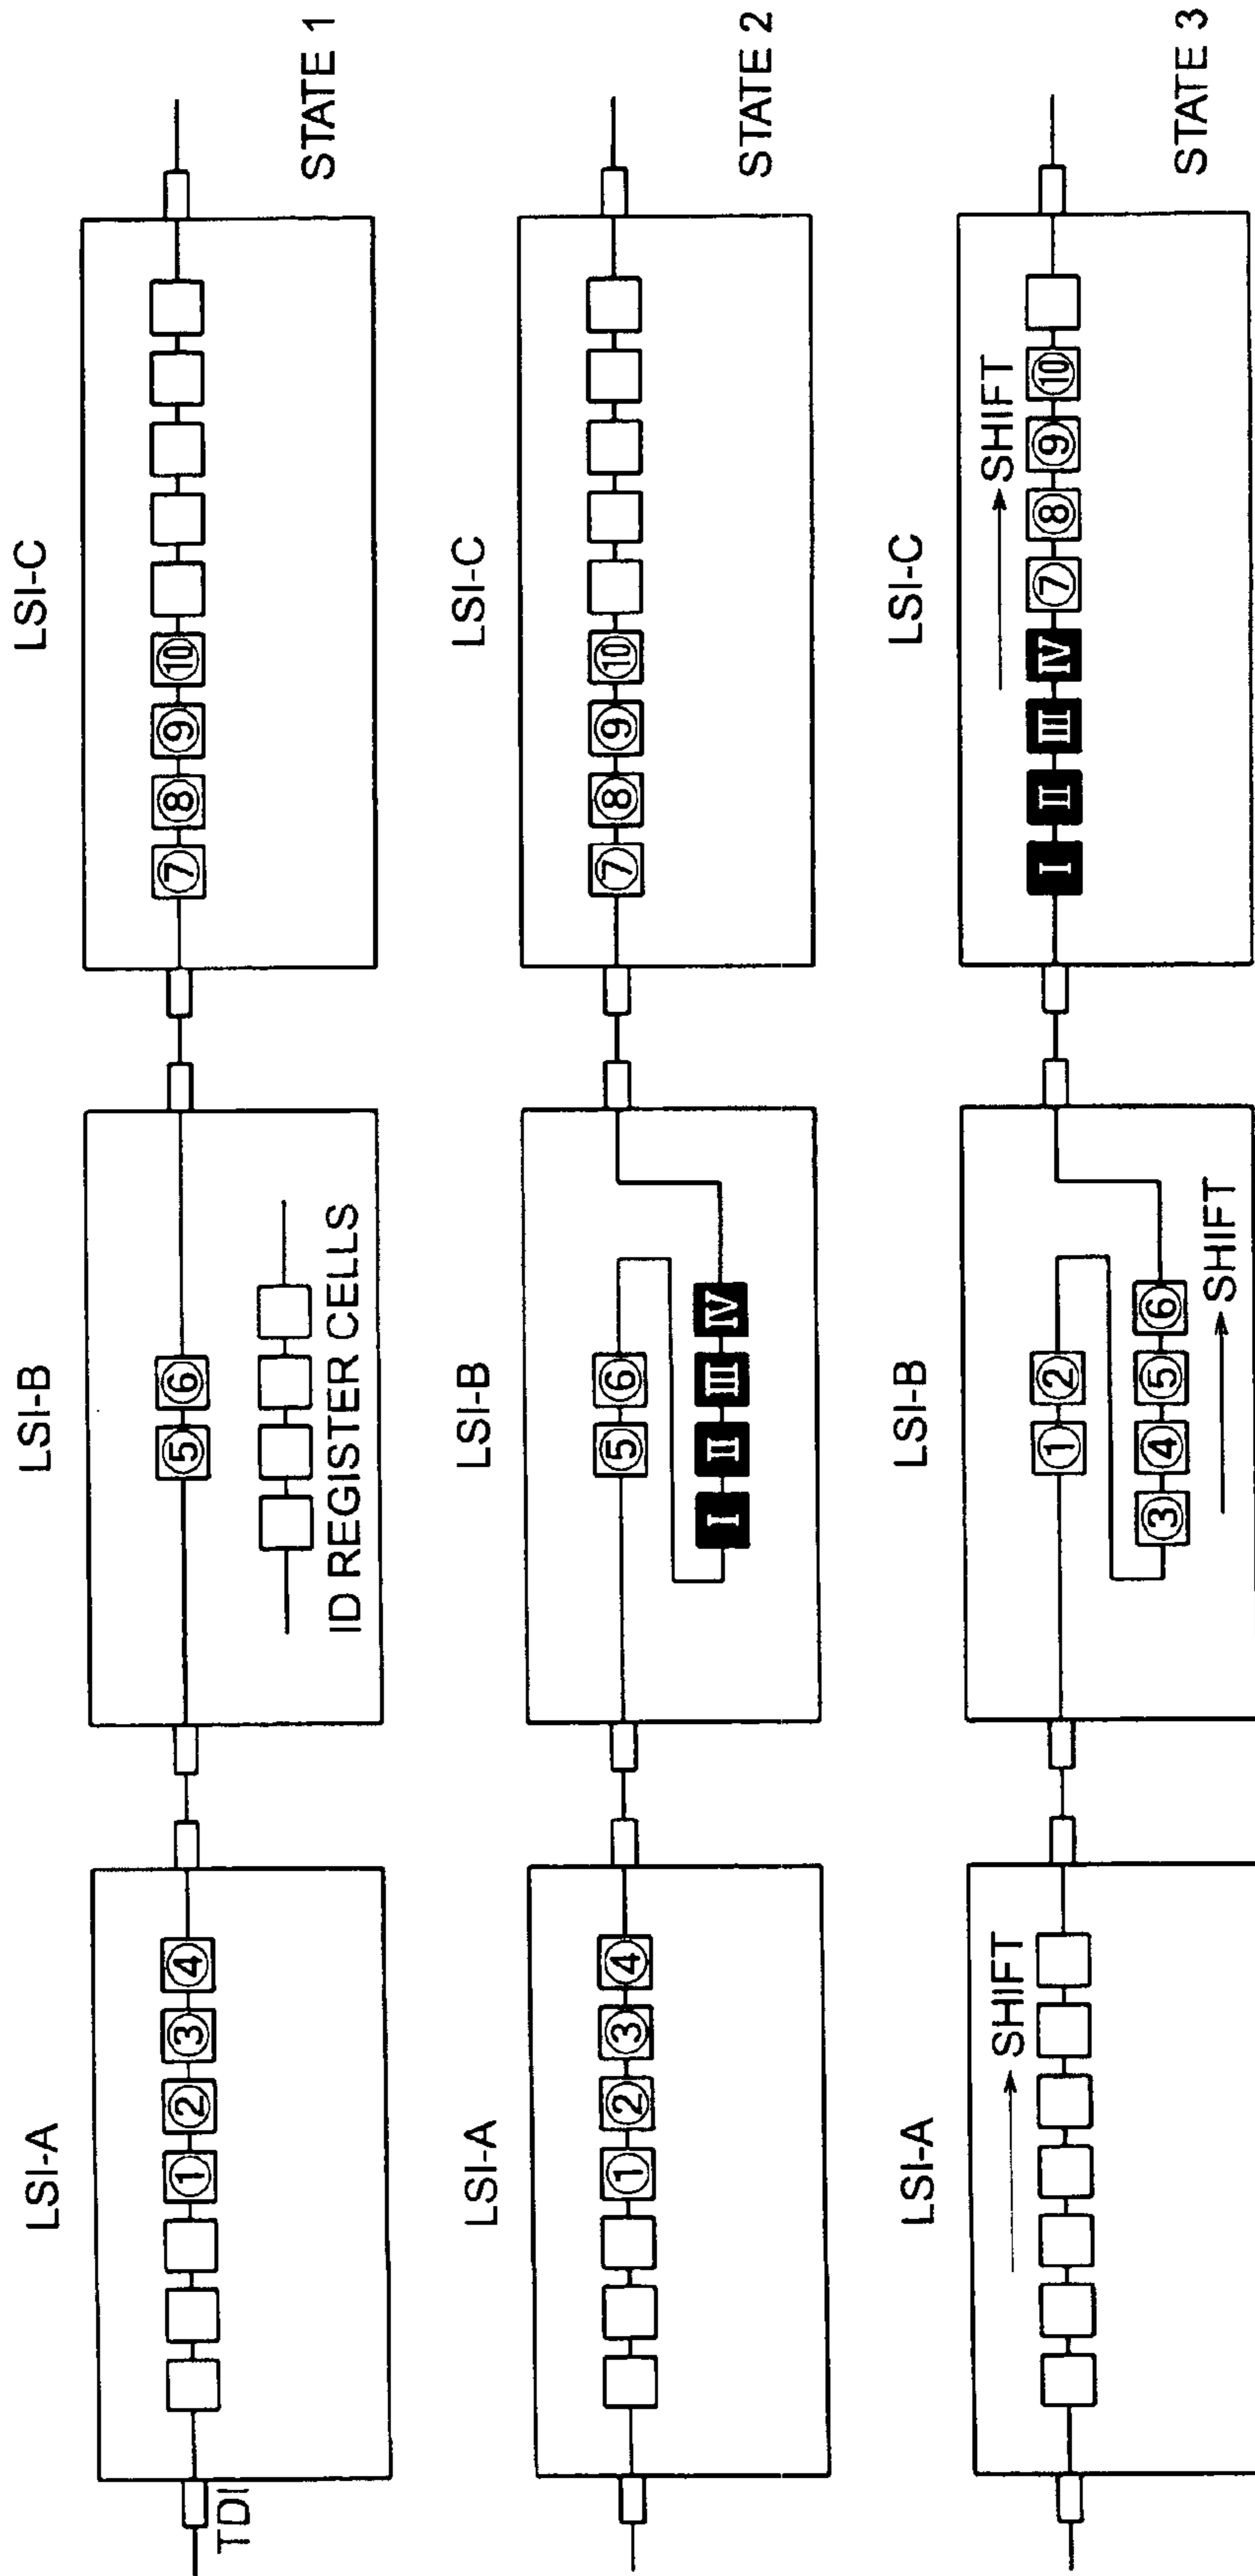 LSI-A LSI-B LSI-C
① ② ③ ④ ⑤ ⑥ ⑦ ⑧ ⑨ ⑩
TDI
ID REGISTER CELLS
STATE 1
LSI-A LSI-B LSI-C
① ② ③ ④ ⑤ ⑥ ⑦ ⑧ ⑨ ⑩
I II III IV
STATE 2
LSI-A LSI-B LSI-C
SHIFT SHIFT
① ② I II III IV ⑦ ⑧ ⑨ ⑩
③ ④ ⑤ ⑥
SHIFT
STATE 3